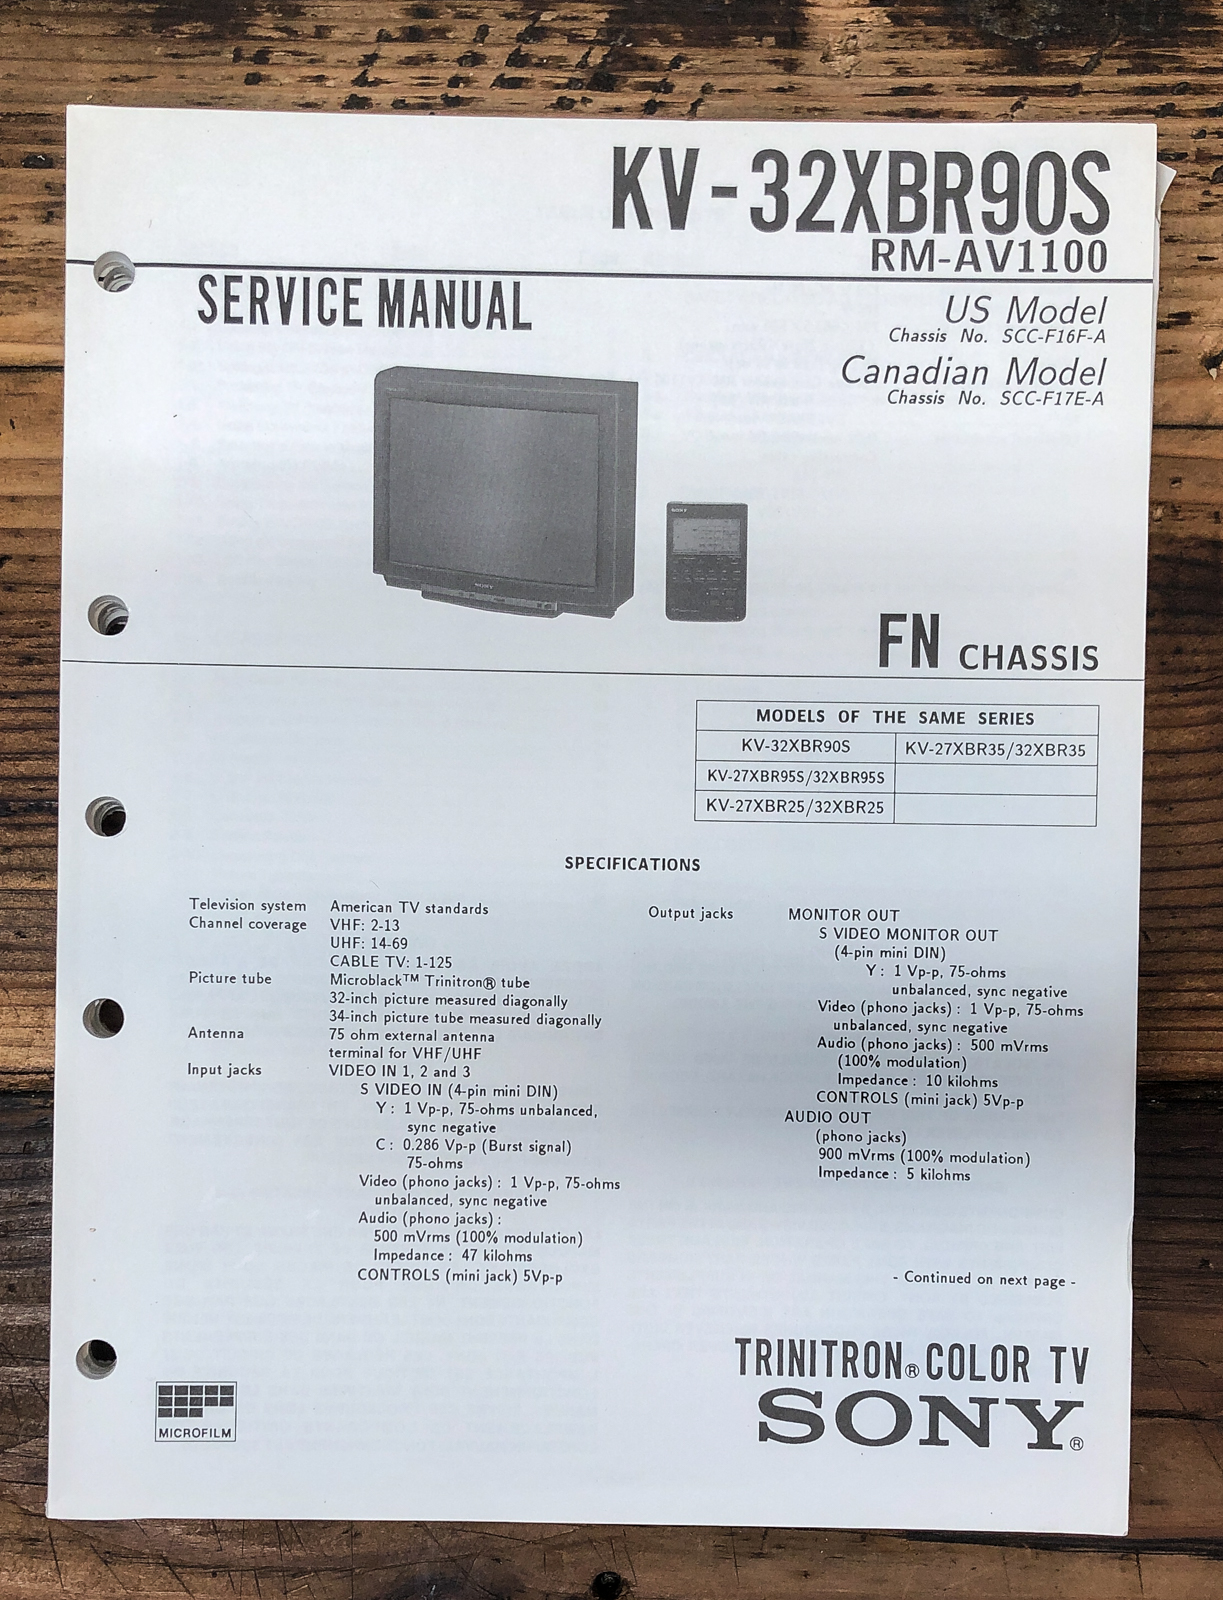 KV-32XBR90S
RM-AV1100
SERVICE MANUAL
US Model
Chassis No. SCC-F16F-A
Canadian Model
Chassis No. SCC-F17E-A
SONY
SONY
FN CHASSIS
MODELS OF THE SAME SERIES
KV-32XBR90S KV-27XBR35/32XBR35
KV-27XBR95S/32XBR95S
KV-27XBR25/32XBR25
SPECIFICATIONS
Television system American TV standards
Channel coverage VHF: 2-13
UHF: 14-69
CABLE TV: 1-125
Picture tube Microblack™ Trinitron® tube
32-inch picture measured diagonally
34-inch picture tube measured diagonally
Antenna 75 ohm external antenna
terminal for VHF/UHF
Input jacks VIDEO IN 1, 2 and 3
S VIDEO IN (4-pin mini DIN)
Y : 1 Vp-p, 75-ohms unbalanced,
sync negative
C : 0.286 Vp-p (Burst signal)
75-ohms
Video (phono jacks) : 1 Vp-p, 75-ohms
unbalanced, sync negative
Audio (phono jacks) :
500 mVrms (100% modulation)
Impedance : 47 kilohms
CONTROLS (mini jack) 5Vp-p
Output jacks MONITOR OUT
S VIDEO MONITOR OUT
(4-pin mini DIN)
Y : 1 Vp-p, 75-ohms
unbalanced, sync negative
Video (phono jacks) : 1 Vp-p, 75-ohms
unbalanced, sync negative
Audio (phono jacks) : 500 mVrms
(100% modulation)
Impedance : 10 kilohms
CONTROLS (mini jack) 5Vp-p
AUDIO OUT
(phono jacks)
900 mVrms (100% modulation)
Impedance : 5 kilohms
- Continued on next page -
TRINITRON® COLOR TV
SONY®
MICROFILM